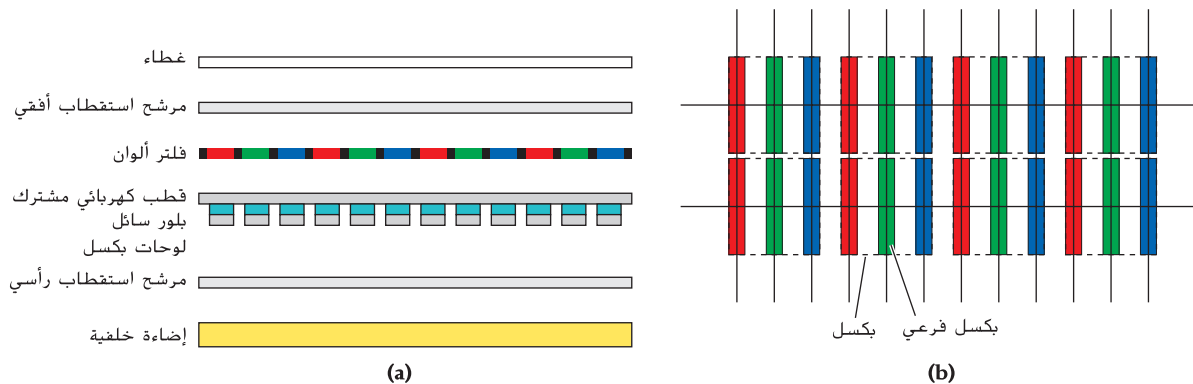 غطاء
مرشح استقطاب أفقي
فلتر ألوان
قطب كهربائي مشترك
بلور سائل
لوحات بكسل
مرشح استقطاب رأسي
إضاءة خلفية
(a)
بكسل
بكسل فرعي
(b)